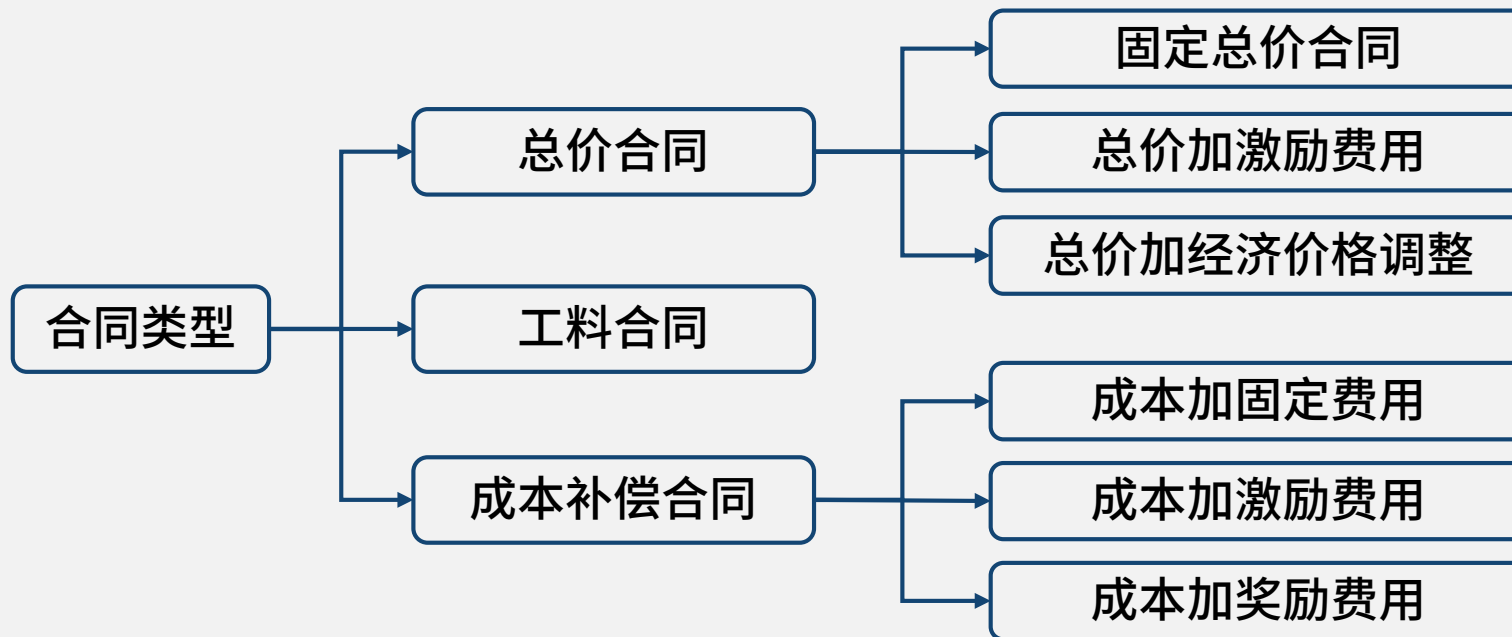 合同类型
总价合同
固定总价合同
总价加激励费用
总价加经济价格调整
工料合同
成本补偿合同
成本加固定费用
成本加激励费用
成本加奖励费用